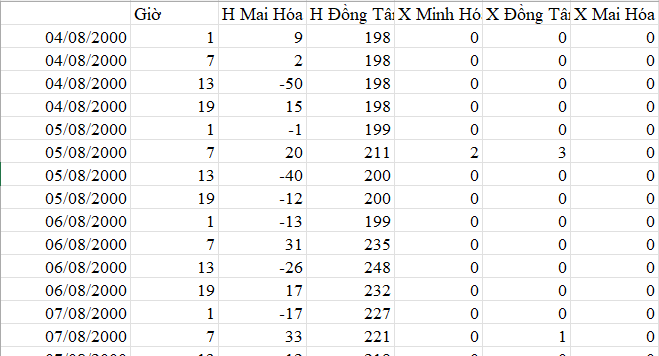 Giờ H Mai Hóa H Đồng Tâ X Minh Hó X Đồng Tâ X Mai Hóa
04/08/2000 1 9 198 0 0 0
04/08/2000 7 2 198 0 0 0
04/08/2000 13 -50 198 0 0 0
04/08/2000 19 15 198 0 0 0
05/08/2000 1 -1 199 0 0 0
05/08/2000 7 20 211 2 3 0
05/08/2000 13 -40 200 0 0 0
05/08/2000 19 -12 200 0 0 0
06/08/2000 1 -13 199 0 0 0
06/08/2000 7 31 235 0 0 0
06/08/2000 13 -26 248 0 0 0
06/08/2000 19 17 232 0 0 0
07/08/2000 1 -17 227 0 0 0
07/08/2000 7 33 221 0 1 0